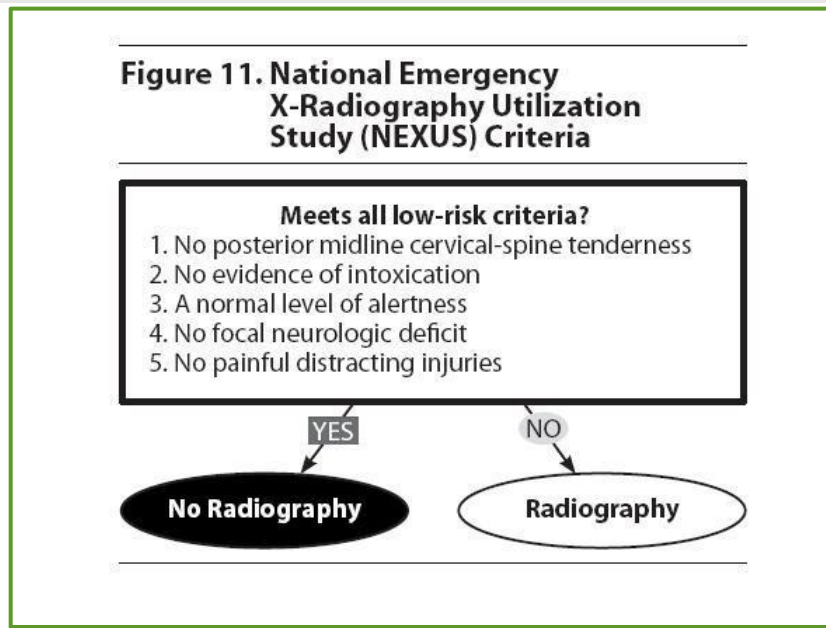 Figure 11. National Emergency
X-Radiography Utilization
Study (NEXUS) Criteria
Meets all low-risk criteria?
1. No posterior midline cervical-spine tenderness
2. No evidence of intoxication
3. A normal level of alertness
4. No focal neurologic deficit
5. No painful distracting injuries
YES
NO
No Radiography
Radiography